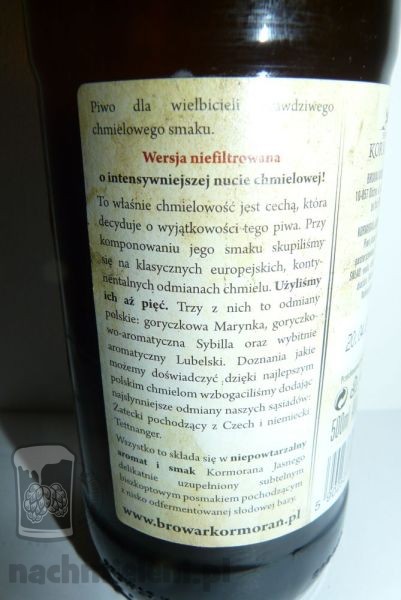 Piwo dla wielbicieli prawdziwego
chmielowego smaku.
Wersja niefiltrowana
o intensywniejszej nucie chmielowej!
To właśnie chmielowość jest cechą, która
decyduje o wyjątkowości tego piwa. Przy
komponowaniu jego smaku skupiliśmy
się na klasycznych europejskich, konty-
nentalnych odmianach chmielu. Użyliśmy
ich aż pięć. Trzy z nich to odmiany
polskie: goryczkowa Marynka, goryczko-
wo-aromatyczna Sybilla oraz wybitnie
aromatyczny Lubelski. Doznania jakie
możemy doświadczyć dzięki najlepszym
polskim chmielom wzbogaciliśmy dodając
najsłynniejsze odmiany naszych sąsiadów:
Žatecki pochodzący z Czech i niemiecki
Tettnanger.
Wszystko to składa się w niepowtarzalny
aromat i smak Kormorana Jasnego
delikatnie uzupełniony subtelnym
biszkoptowym posmakiem pochodzącym
z nisko odfermentowanej słodowej bazy.
www.browarkormoran.pl
500ml